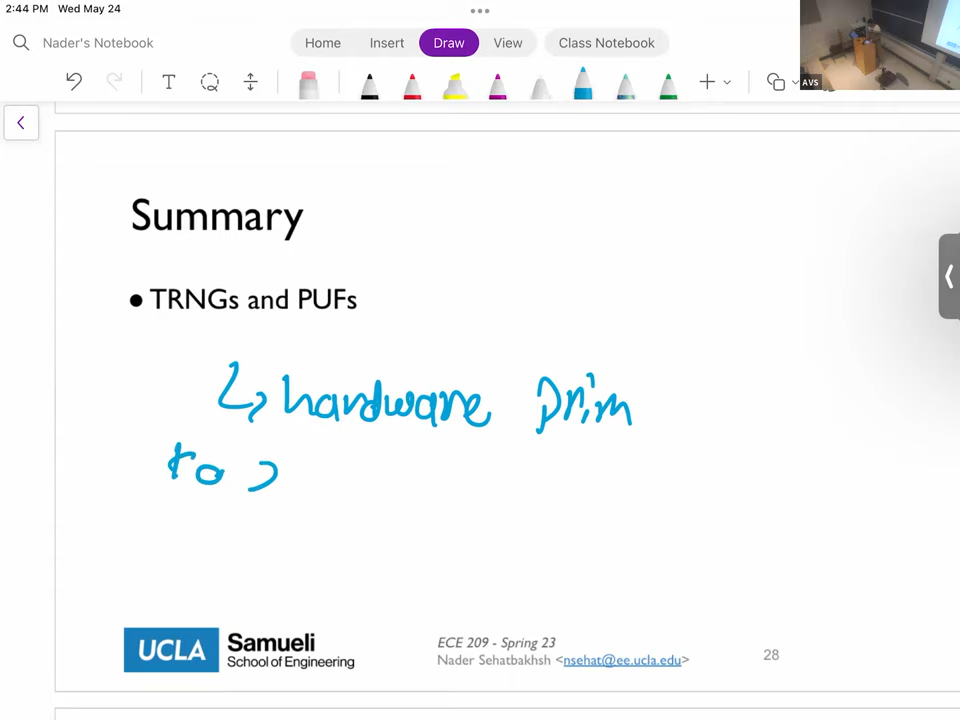 2:44 PM Wed May 24
Nader's Notebook
Home Insert Draw View Class Notebook
T
AVS
Summary
• TRNGs and PUFs
↳ hardware prim
to
UCLA Samueli
School of Engineering
ECE 209 - Spring 23
Nader Sehatbakhsh <nsehat@ee.ucla.edu>
28